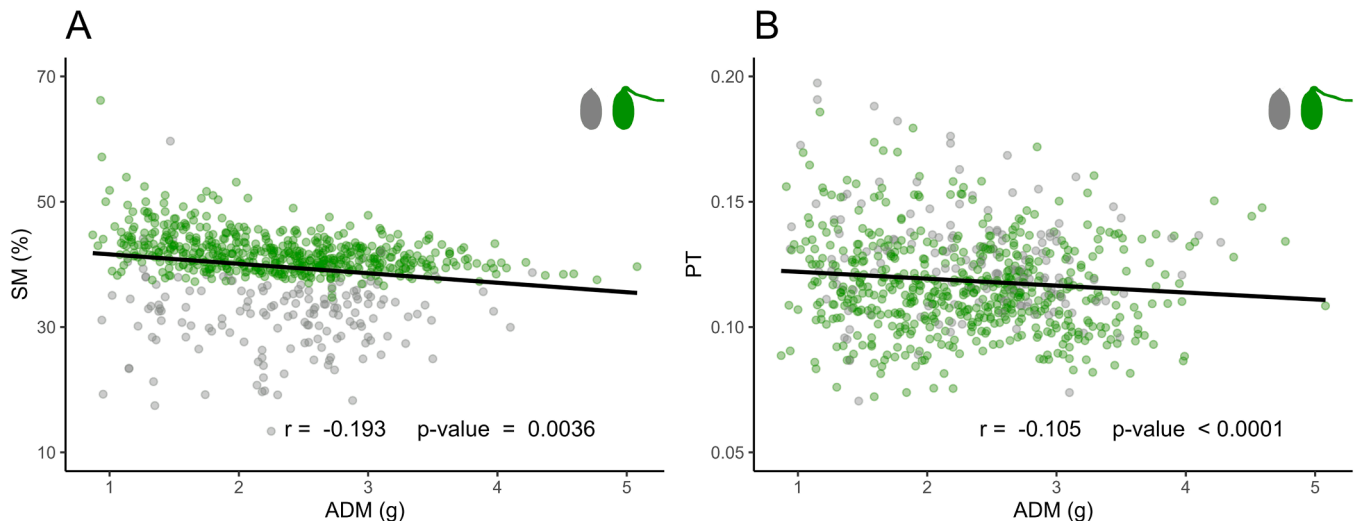 A
70
50
30
10
SM (%)
r = -0.193 p-value = 0.0036
1 2 3 4 5
ADM (g)
B
0.20
0.15
0.10
0.05
PT
r = -0.105 p-value < 0.0001
1 2 3 4 5
ADM (g)